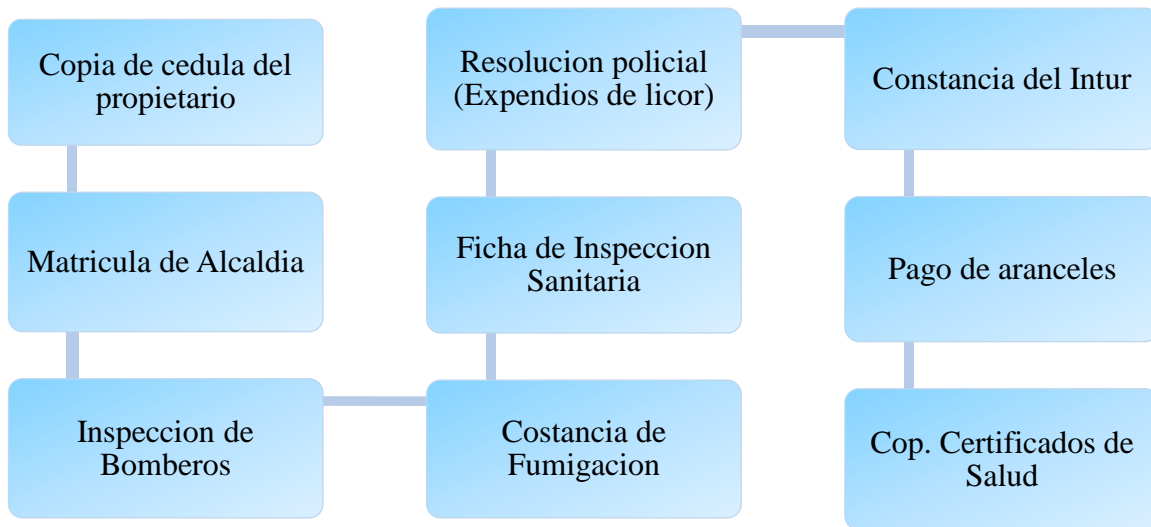 Copia de cedula del
propietario
Matricula de Alcaldia
Inspeccion de
Bomberos
Costancia de
Fumigacion
Ficha de Inspeccion
Sanitaria
Resolucion policial
(Expendios de licor)
Constancia del Intur
Pago de aranceles
Cop. Certificados de
Salud